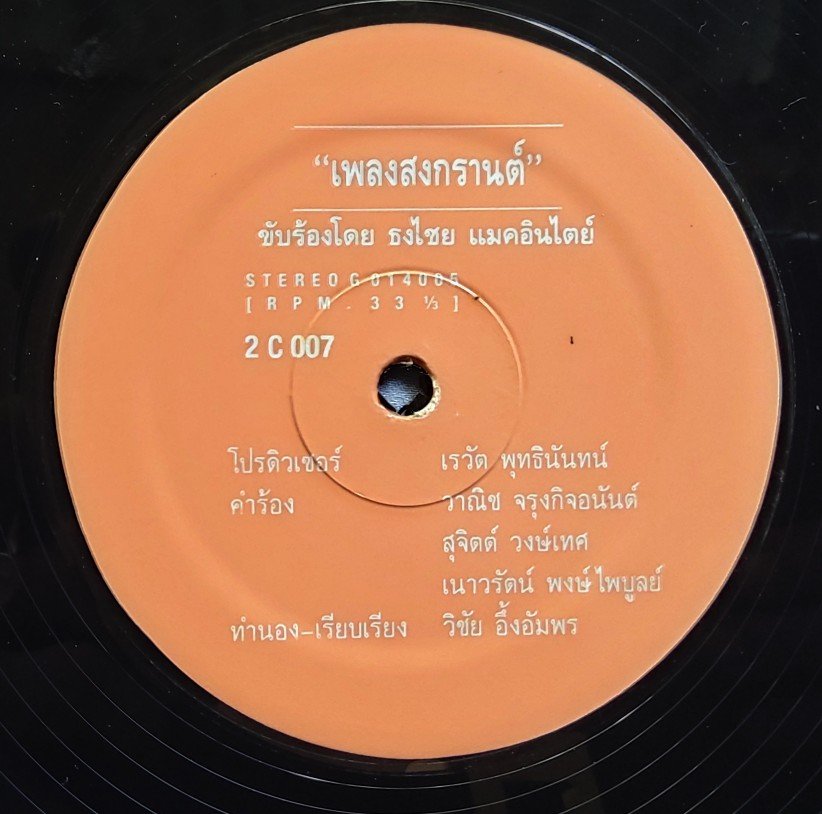 “เพลงสงกรานต์”
ขับร้องโดย ธงไชย แมคอินไตย์
STEREO G014005
[RPM. 33 ⅓]
2 C 007
โปรดิวเซอร์ เรวัต พุทธินันทน์
คำร้อง วาณิช จรุงกิจอนันต์
สุจิตต์ วงษ์เทศ
เนาวรัตน์ พงษ์ไพบูลย์
ทำนอง-เรียบเรียง วิชัย อึ้งอัมพร